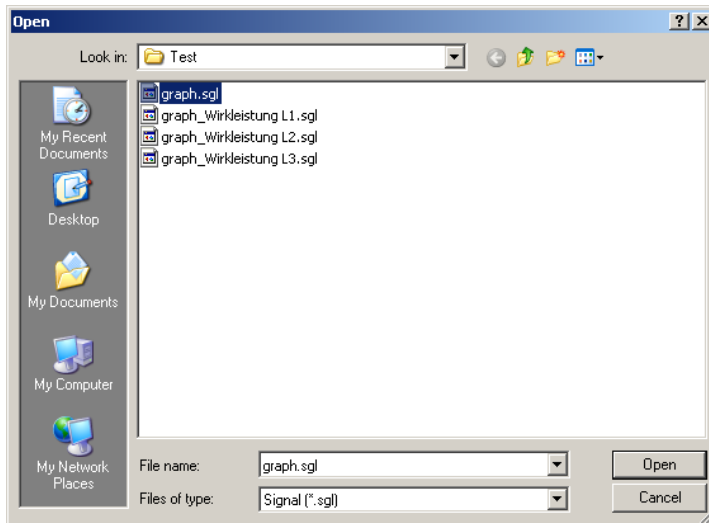 Open
Look in: Test
graph.sgl
graph_Wirkleistung L1.sgl
graph_Wirkleistung L2.sgl
graph_Wirkleistung L3.sgl
My Recent
Documents
Desktop
My Documents
My Computer
My Network
Places
File name: graph.sgl Open
Files of type: Signal (*.sgl) Cancel